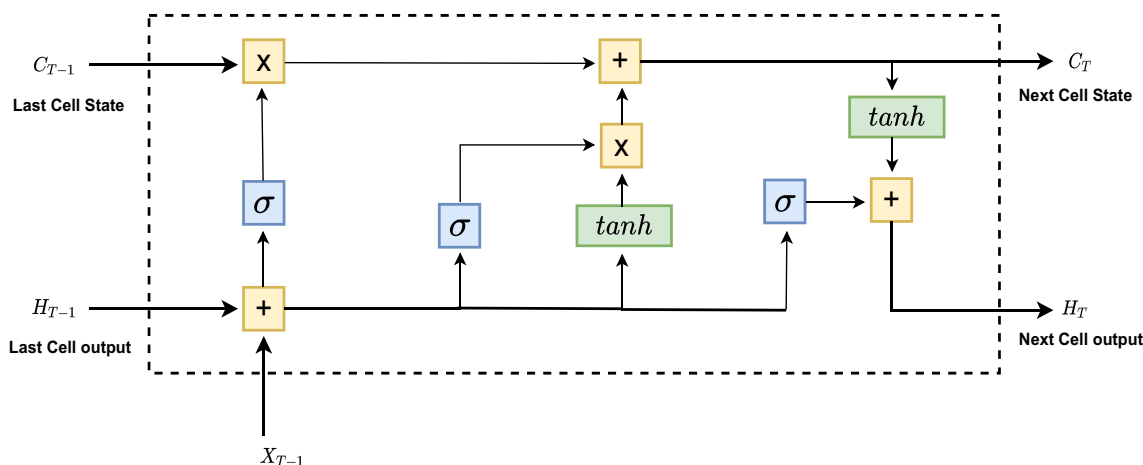 C_{T-1}
x
+
C_T
Last Cell State
Next Cell State
tanh
x
σ
σ
+
σ
tanh
H_{T-1}
+
H_T
Last Cell output
Next Cell output
X_{T-1}